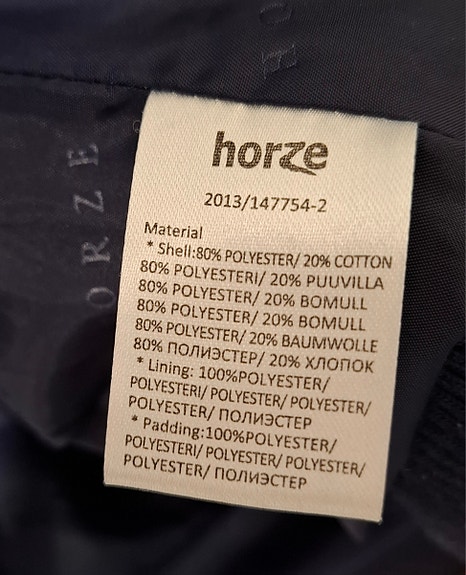 horze
2013/147754-2
Material
* Shell:80% POLYESTER/ 20% COTTON
80% POLYESTERI/ 20% PUUVILLA
80% POLYESTER/ 20% BOMULL
80% POLYESTER/ 20% BOMULL
80% POLYESTER/ 20% BAUMWOLLE
80% ПОЛИЭСТЕР/ 20% ХЛОПОК
* Lining: 100%POLYESTER/
POLYESTERI/ POLYESTER/ POLYESTER/
POLYESTER/ ПОЛИЭСТЕР
* Padding:100%POLYESTER/
POLYESTERI/ POLYESTER/ POLYESTER/
POLYESTER/ ПОЛИЭСТЕР
ORZE
HO